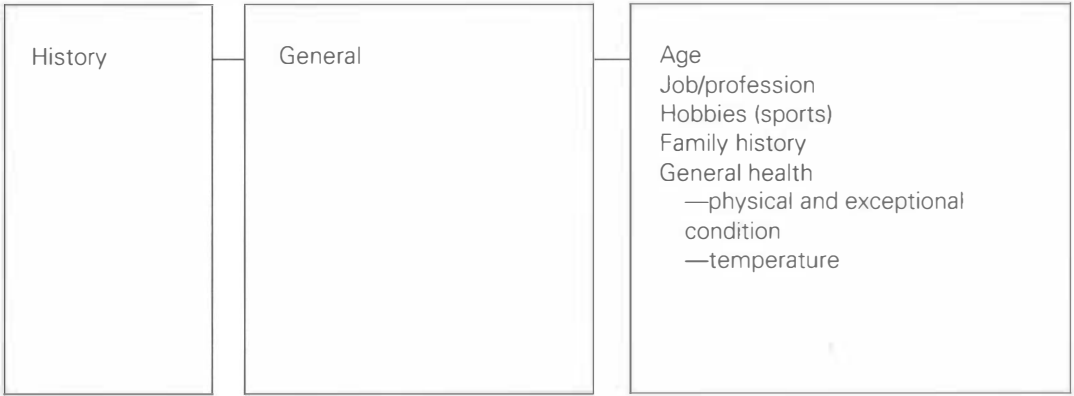 History
General
Age
Job/profession
Hobbies (sports)
Family history
General health
—physical and exceptional
condition
—temperature